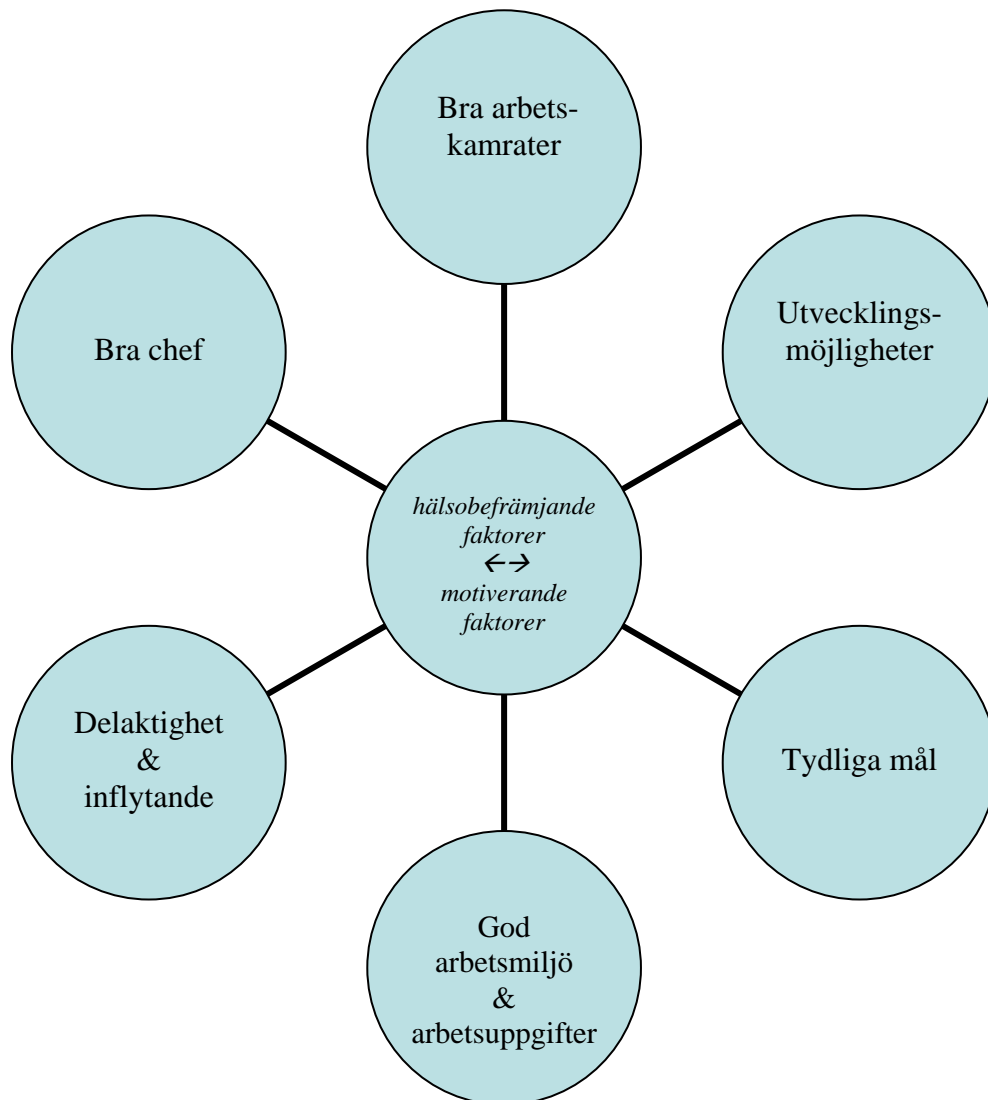 Bra arbets-
kamrater
Utvecklings-
möjligheter
Bra chef
hälsobefrämjande
faktorer
←→
motiverande
faktorer
Delaktighet
&
inflytande
Tydliga mål
God
arbetsmiljö
&
arbetsuppgifter